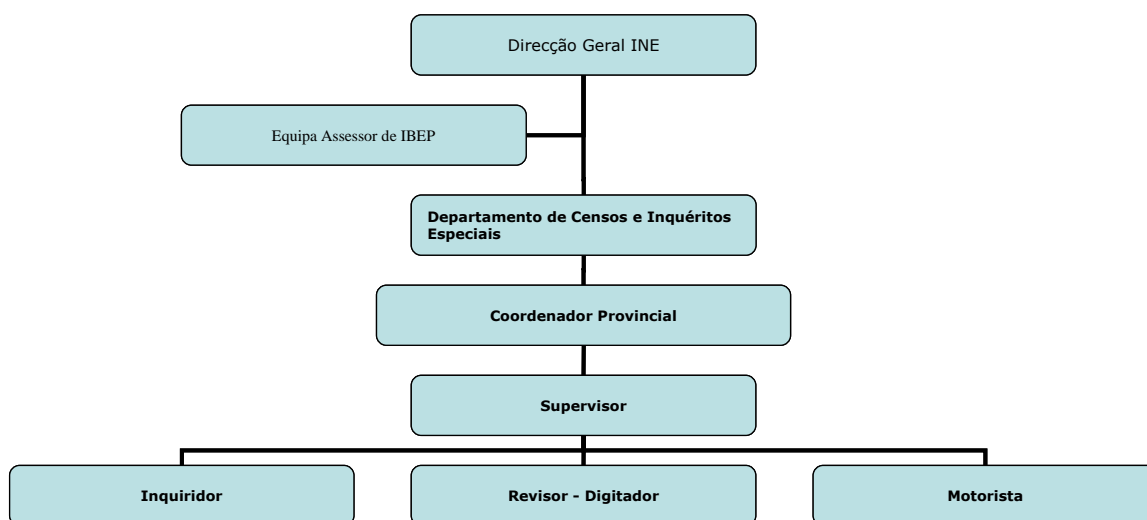 Direcção Geral INE
Equipa Assessor de IBEP
Departamento de Censos e Inquéritos
Especiais
Coordenador Provincial
Supervisor
Inquiridor
Revisor - Digitador
Motorista